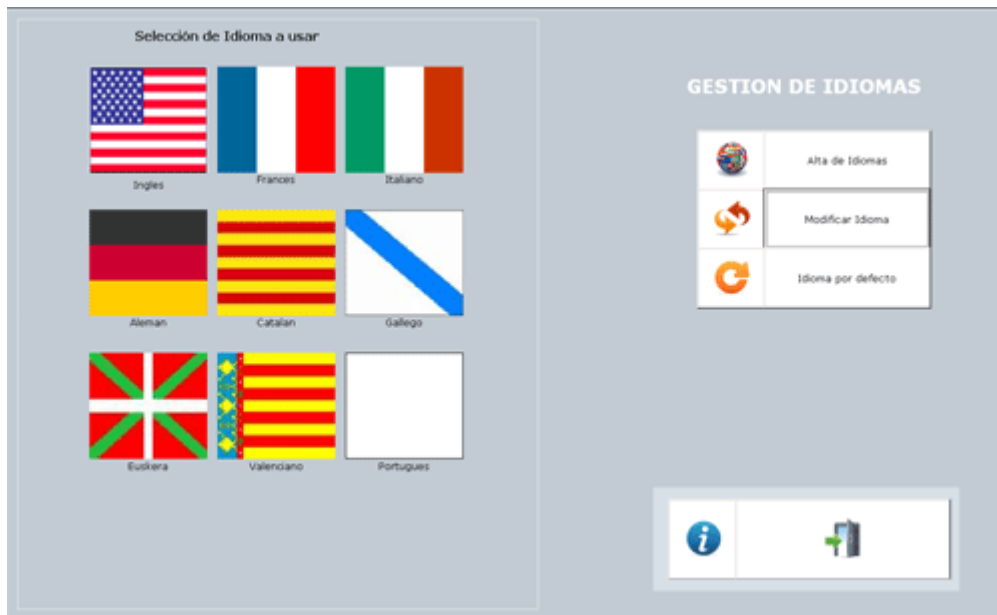 Selección de Idioma a usar
Ingles
Frances
Italiano
Aleman
Catalan
Gallego
Euskera
Valenciano
Portugues
GESTION DE IDIOMAS
Alta de Idiomas
Modificar Idioma
Idioma por defecto